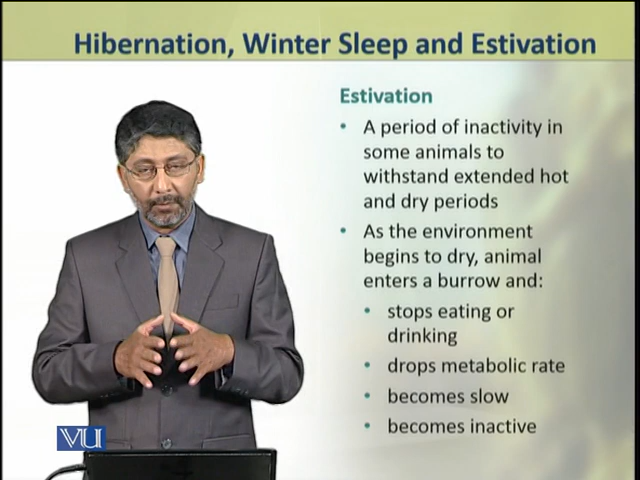 Hibernation, Winter Sleep and Estivation
Estivation
• A period of inactivity in
some animals to
withstand extended hot
and dry periods
• As the environment
begins to dry, animal
enters a burrow and:
• stops eating or
drinking
• drops metabolic rate
• becomes slow
• becomes inactive
VU